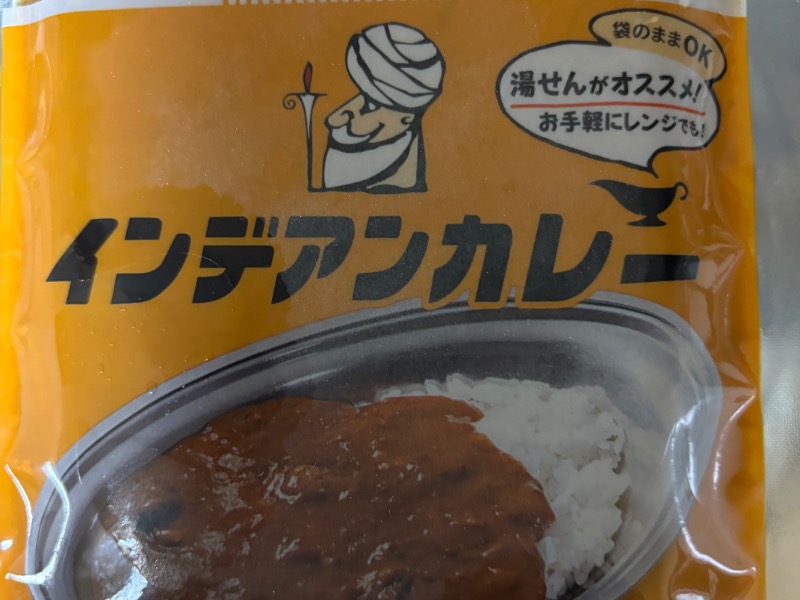 袋のままOK
湯せんがオススメ!
お手軽にレンジでも!
インデアンカレー